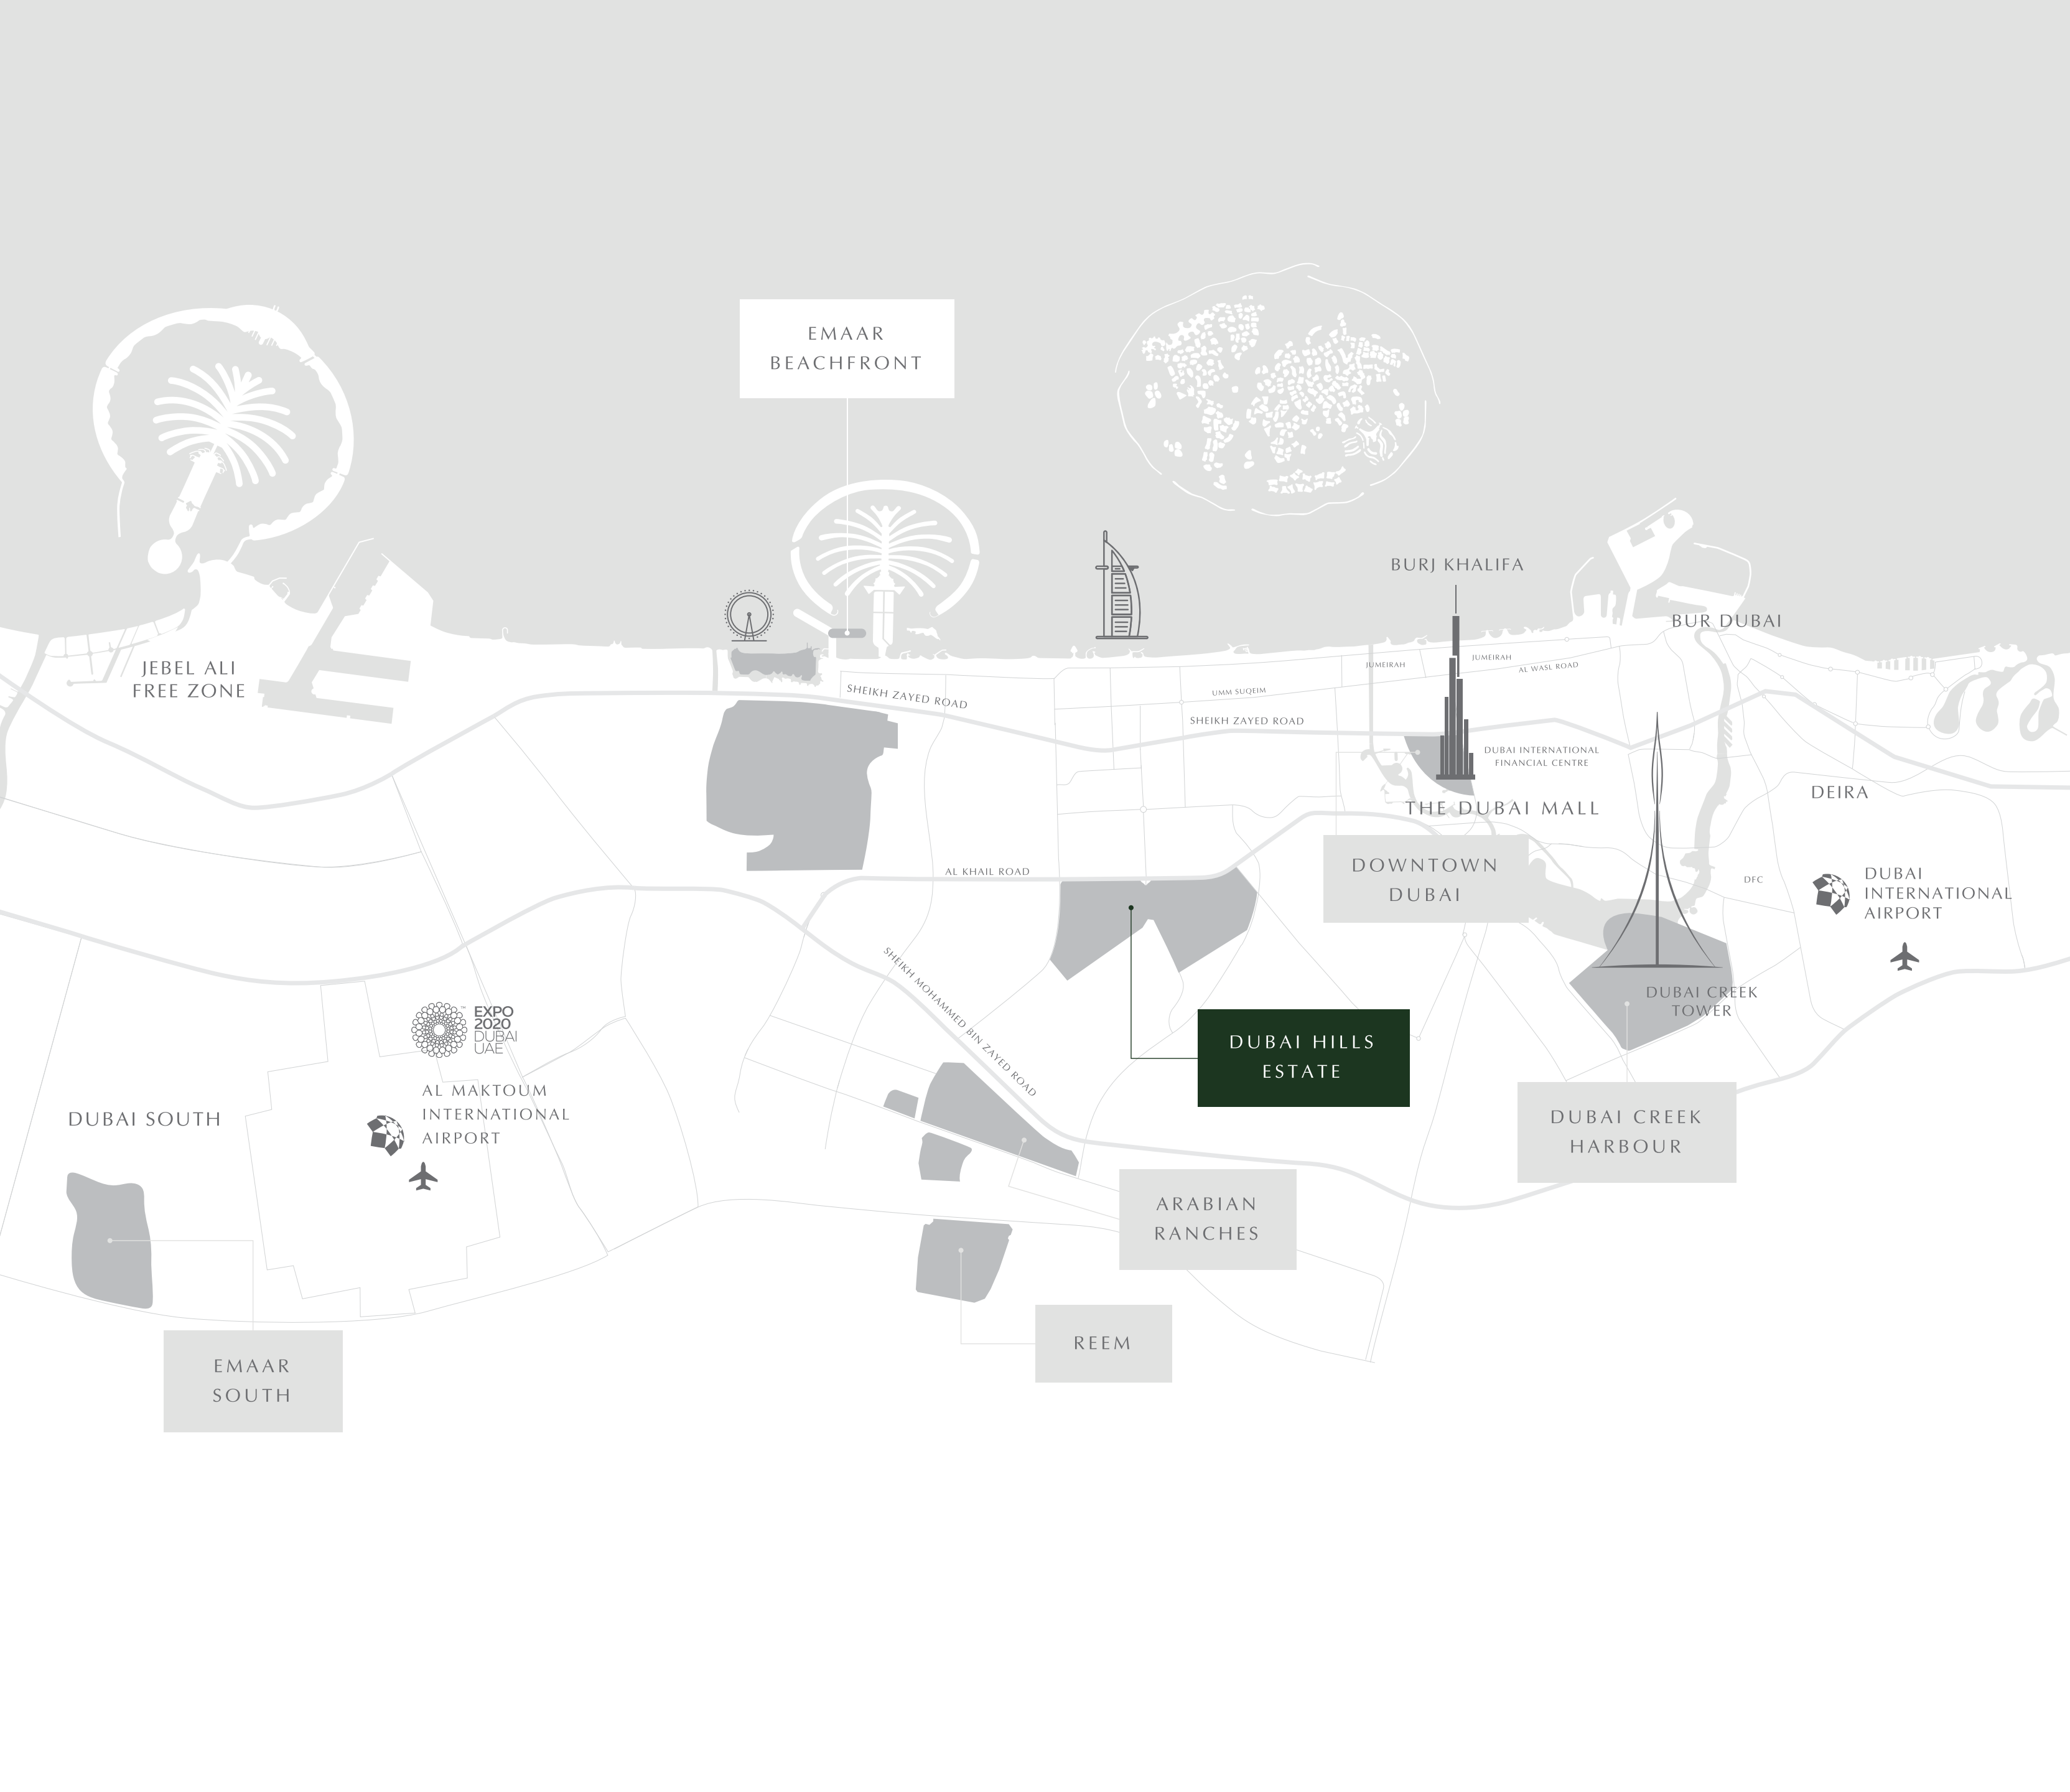 EMAAR
BEACHFRONT
BURJ KHALIFA
BUR DUBAI
JEBEL ALI
FREE ZONE
SHEIKH ZAYED ROAD
UMM SUQEIM
SHEIKH ZAYED ROAD
JUMEIRAH
JUMEIRAH
AL WASL ROAD
DUBAI INTERNATIONAL
FINANCIAL CENTRE
THE DUBAI MALL
DEIRA
DOWNTOWN
DUBAI
AL KHAIL ROAD
DFC
DUBAI
INTERNATIONAL
AIRPORT
SHEIKH MOHAMMED BIN ZAYED ROAD
DUBAI CREEK
TOWER
EXPO
2020
DUBAI
UAE
™
DUBAI HILLS
ESTATE
AL MAKTOUM
INTERNATIONAL
AIRPORT
DUBAI SOUTH
DUBAI CREEK
HARBOUR
ARABIAN
RANCHES
REEM
EMAAR
SOUTH